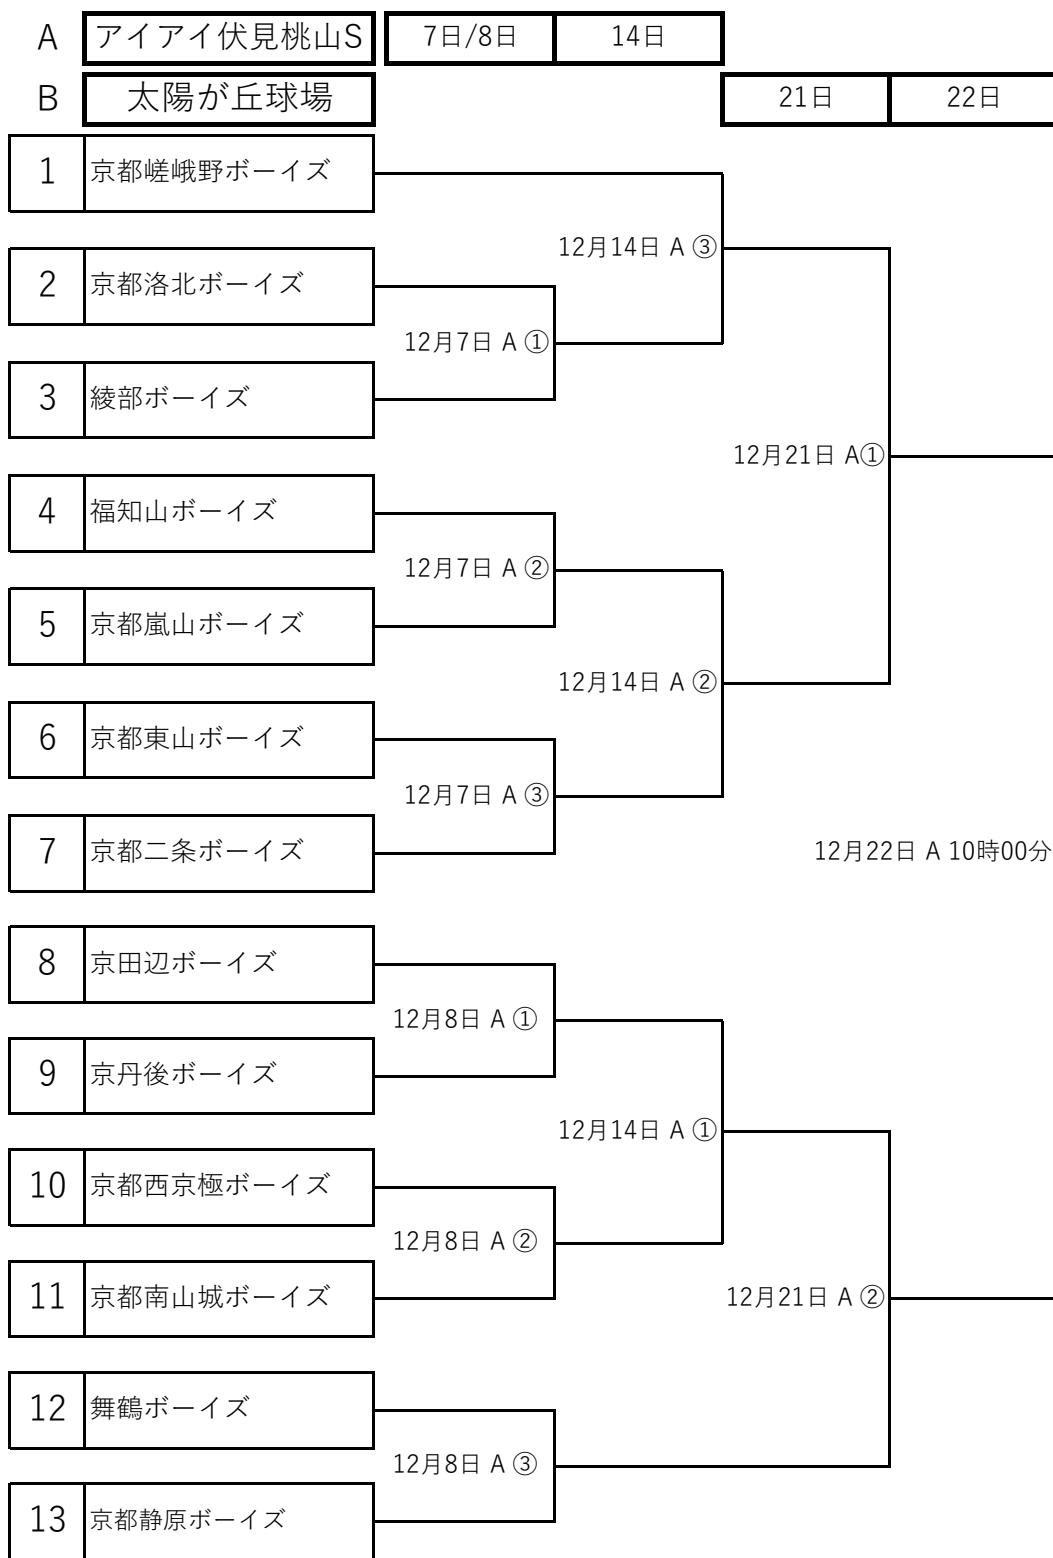 A アイアイ伏見桃山S 7日/8日 14日
B 太陽が丘球場 21日 22日
1 京都嵯峨野ボーイズ
12月14日 A ③
2 京都洛北ボーイズ
12月7日 A ①
3 綾部ボーイズ
12月21日 A①
4 福知山ボーイズ
12月7日 A ②
5 京都嵐山ボーイズ
12月14日 A ②
6 京都東山ボーイズ
12月7日 A ③
7 京都二条ボーイズ
12月22日 A 10時00分
8 京田辺ボーイズ
12月8日 A ①
9 京丹後ボーイズ
12月14日 A ①
10 京都西京極ボーイズ
12月8日 A ②
11 京都南山城ボーイズ
12月21日 A ②
12 舞鶴ボーイズ
12月8日 A ③
13 京都静原ボーイズ